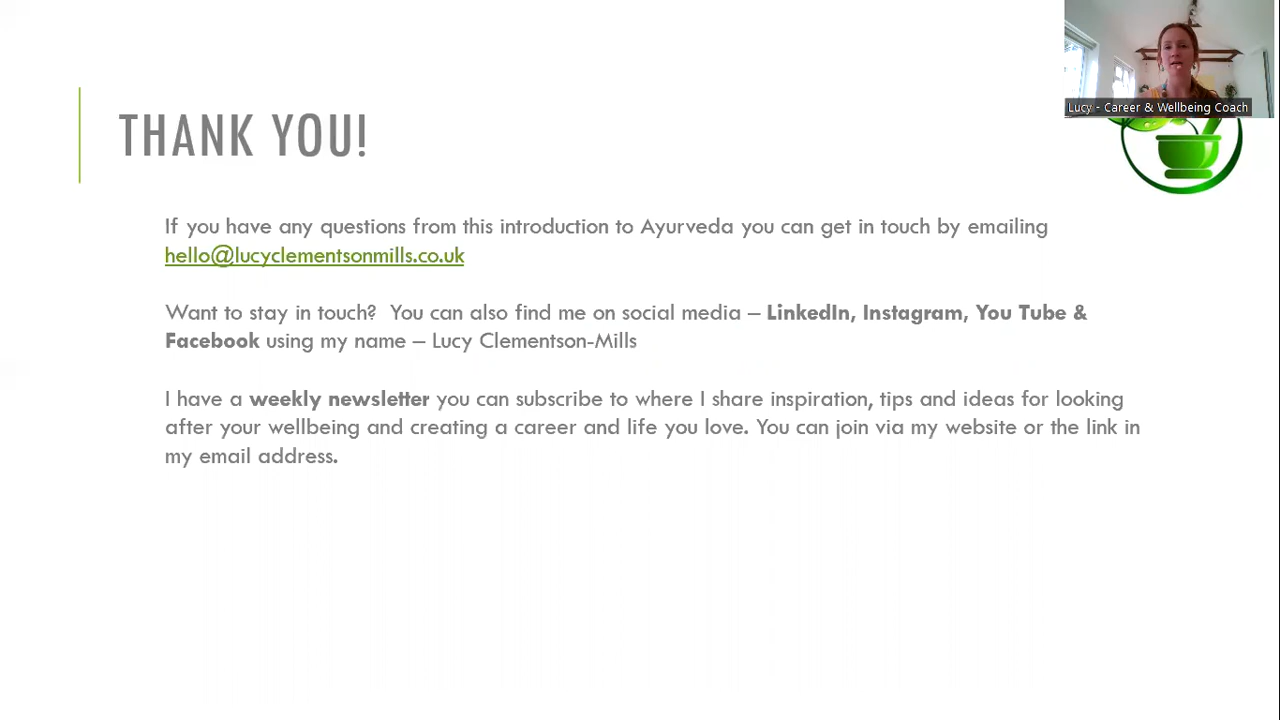 Lucy - Career & Wellbeing Coach
THANK YOU!
If you have any questions from this introduction to Ayurveda you can get in touch by emailing
hello@lucyclementsonmills.co.uk
Want to stay in touch?  You can also find me on social media – LinkedIn, Instagram, You Tube &
Facebook using my name – Lucy Clementson-Mills
I have a weekly newsletter you can subscribe to where I share inspiration, tips and ideas for looking
after your wellbeing and creating a career and life you love. You can join via my website or the link in
my email address.